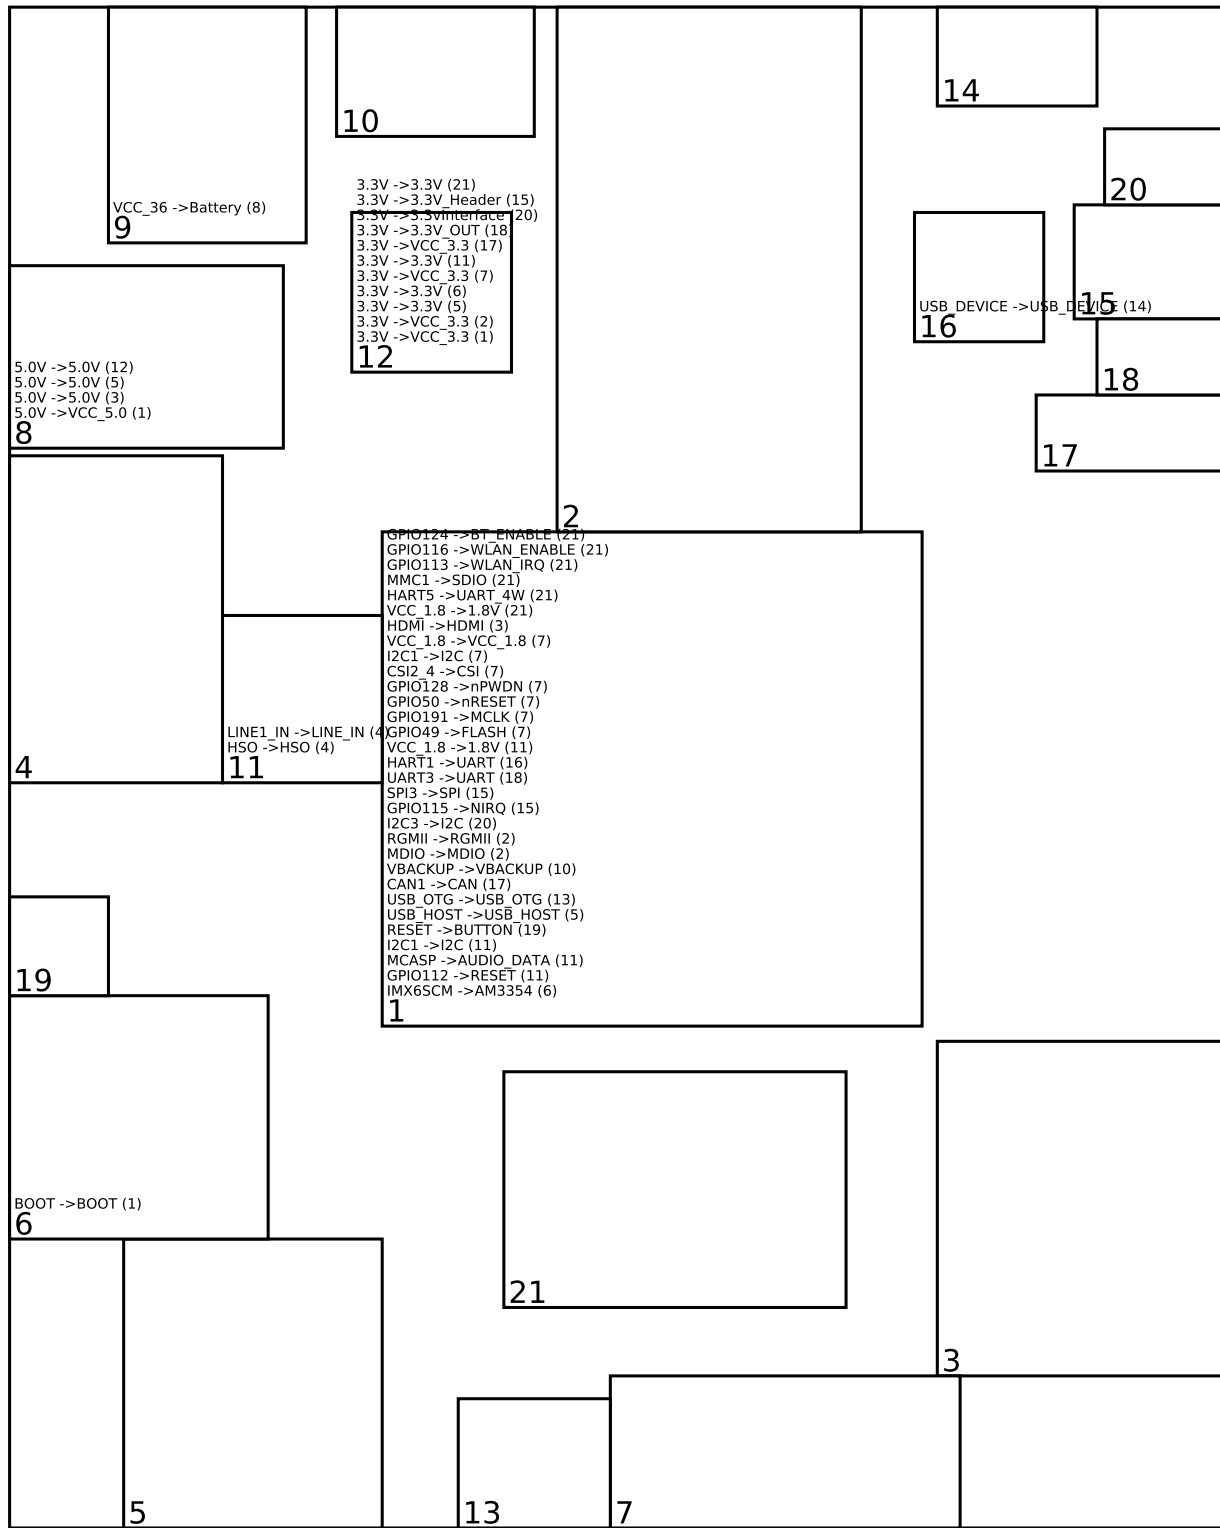 14
10
3.3V ->3.3V (21)
3.3V ->3.3V_Header (15)
3.3V ->3.3vInterface (20)
3.3V ->3.3V_OUT (18)
3.3V ->VCC_3.3 (17)
3.3V ->3.3V (11)
3.3V ->VCC_3.3 (7)
3.3V ->3.3V (6)
3.3V ->3.3V (5)
3.3V ->VCC_3.3 (2)
3.3V ->VCC_3.3 (1)
12
20
VCC_36 ->Battery (8)
9
15
USB_DEVICE ->USB_DEVICE (14)
16
18
5.0V ->5.0V (12)
5.0V ->5.0V (5)
5.0V ->5.0V (3)
5.0V ->VCC_5.0 (1)
8
17
2
GPIO124 ->BT_ENABLE (21)
GPIO116 ->WLAN_ENABLE (21)
GPIO113 ->WLAN_IRQ (21)
MMC1 ->SDIO (21)
HART5 ->UART_4W (21)
VCC_1.8 ->1.8V (21)
HDMI ->HDMI (3)
VCC_1.8 ->VCC_1.8 (7)
I2C1 ->I2C (7)
CSI2_4 ->CSI (7)
GPIO128 ->nPWDN (7)
GPIO50 ->nRESET (7)
GPIO191 ->MCLK (7)
GPIO49 ->FLASH (7)
VCC_1.8 ->1.8V (11)
HART1 ->UART (16)
UART3 ->UART (18)
SPI3 ->SPI (15)
GPIO115 ->NIRQ (15)
I2C3 ->I2C (20)
RGMII ->RGMII (2)
MDIO ->MDIO (2)
VBACKUP ->VBACKUP (10)
CAN1 ->CAN (17)
USB_OTG ->USB_OTG (13)
USB_HOST ->USB_HOST (5)
RESET ->BUTTON (19)
I2C1 ->I2C (11)
MCASP ->AUDIO_DATA (11)
GPIO112 ->RESET (11)
IMX6SCM ->AM3354 (6)
1
LINE1_IN ->LINE_IN (4)
HSO ->HSO (4)
11
4
19
BOOT ->BOOT (1)
6
21
3
5
13
7